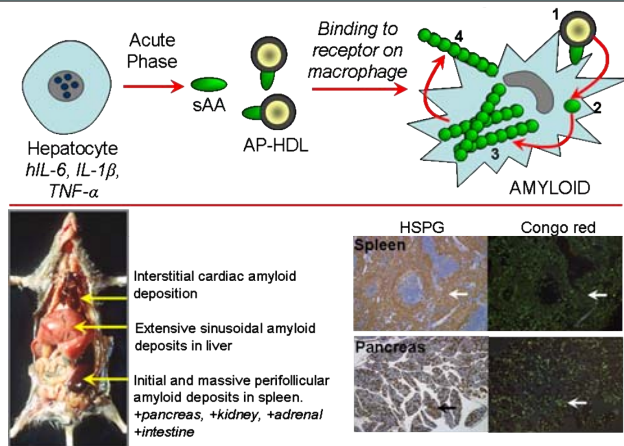 Hepatocyte
hIL-6, IL-1β,
TNF-α
Acute
Phase
sAA
AP-HDL
Binding to
receptor on
macrophage
1
2
3
4
AMYLOID
Interstitial cardiac amyloid
deposition
Extensive sinusoidal amyloid
deposits in liver
Initial and massive perifollicular
amyloid deposits in spleen.
+pancreas, +kidney, +adrenal
+intestine
HSPG
Congo red
Spleen
Pancreas